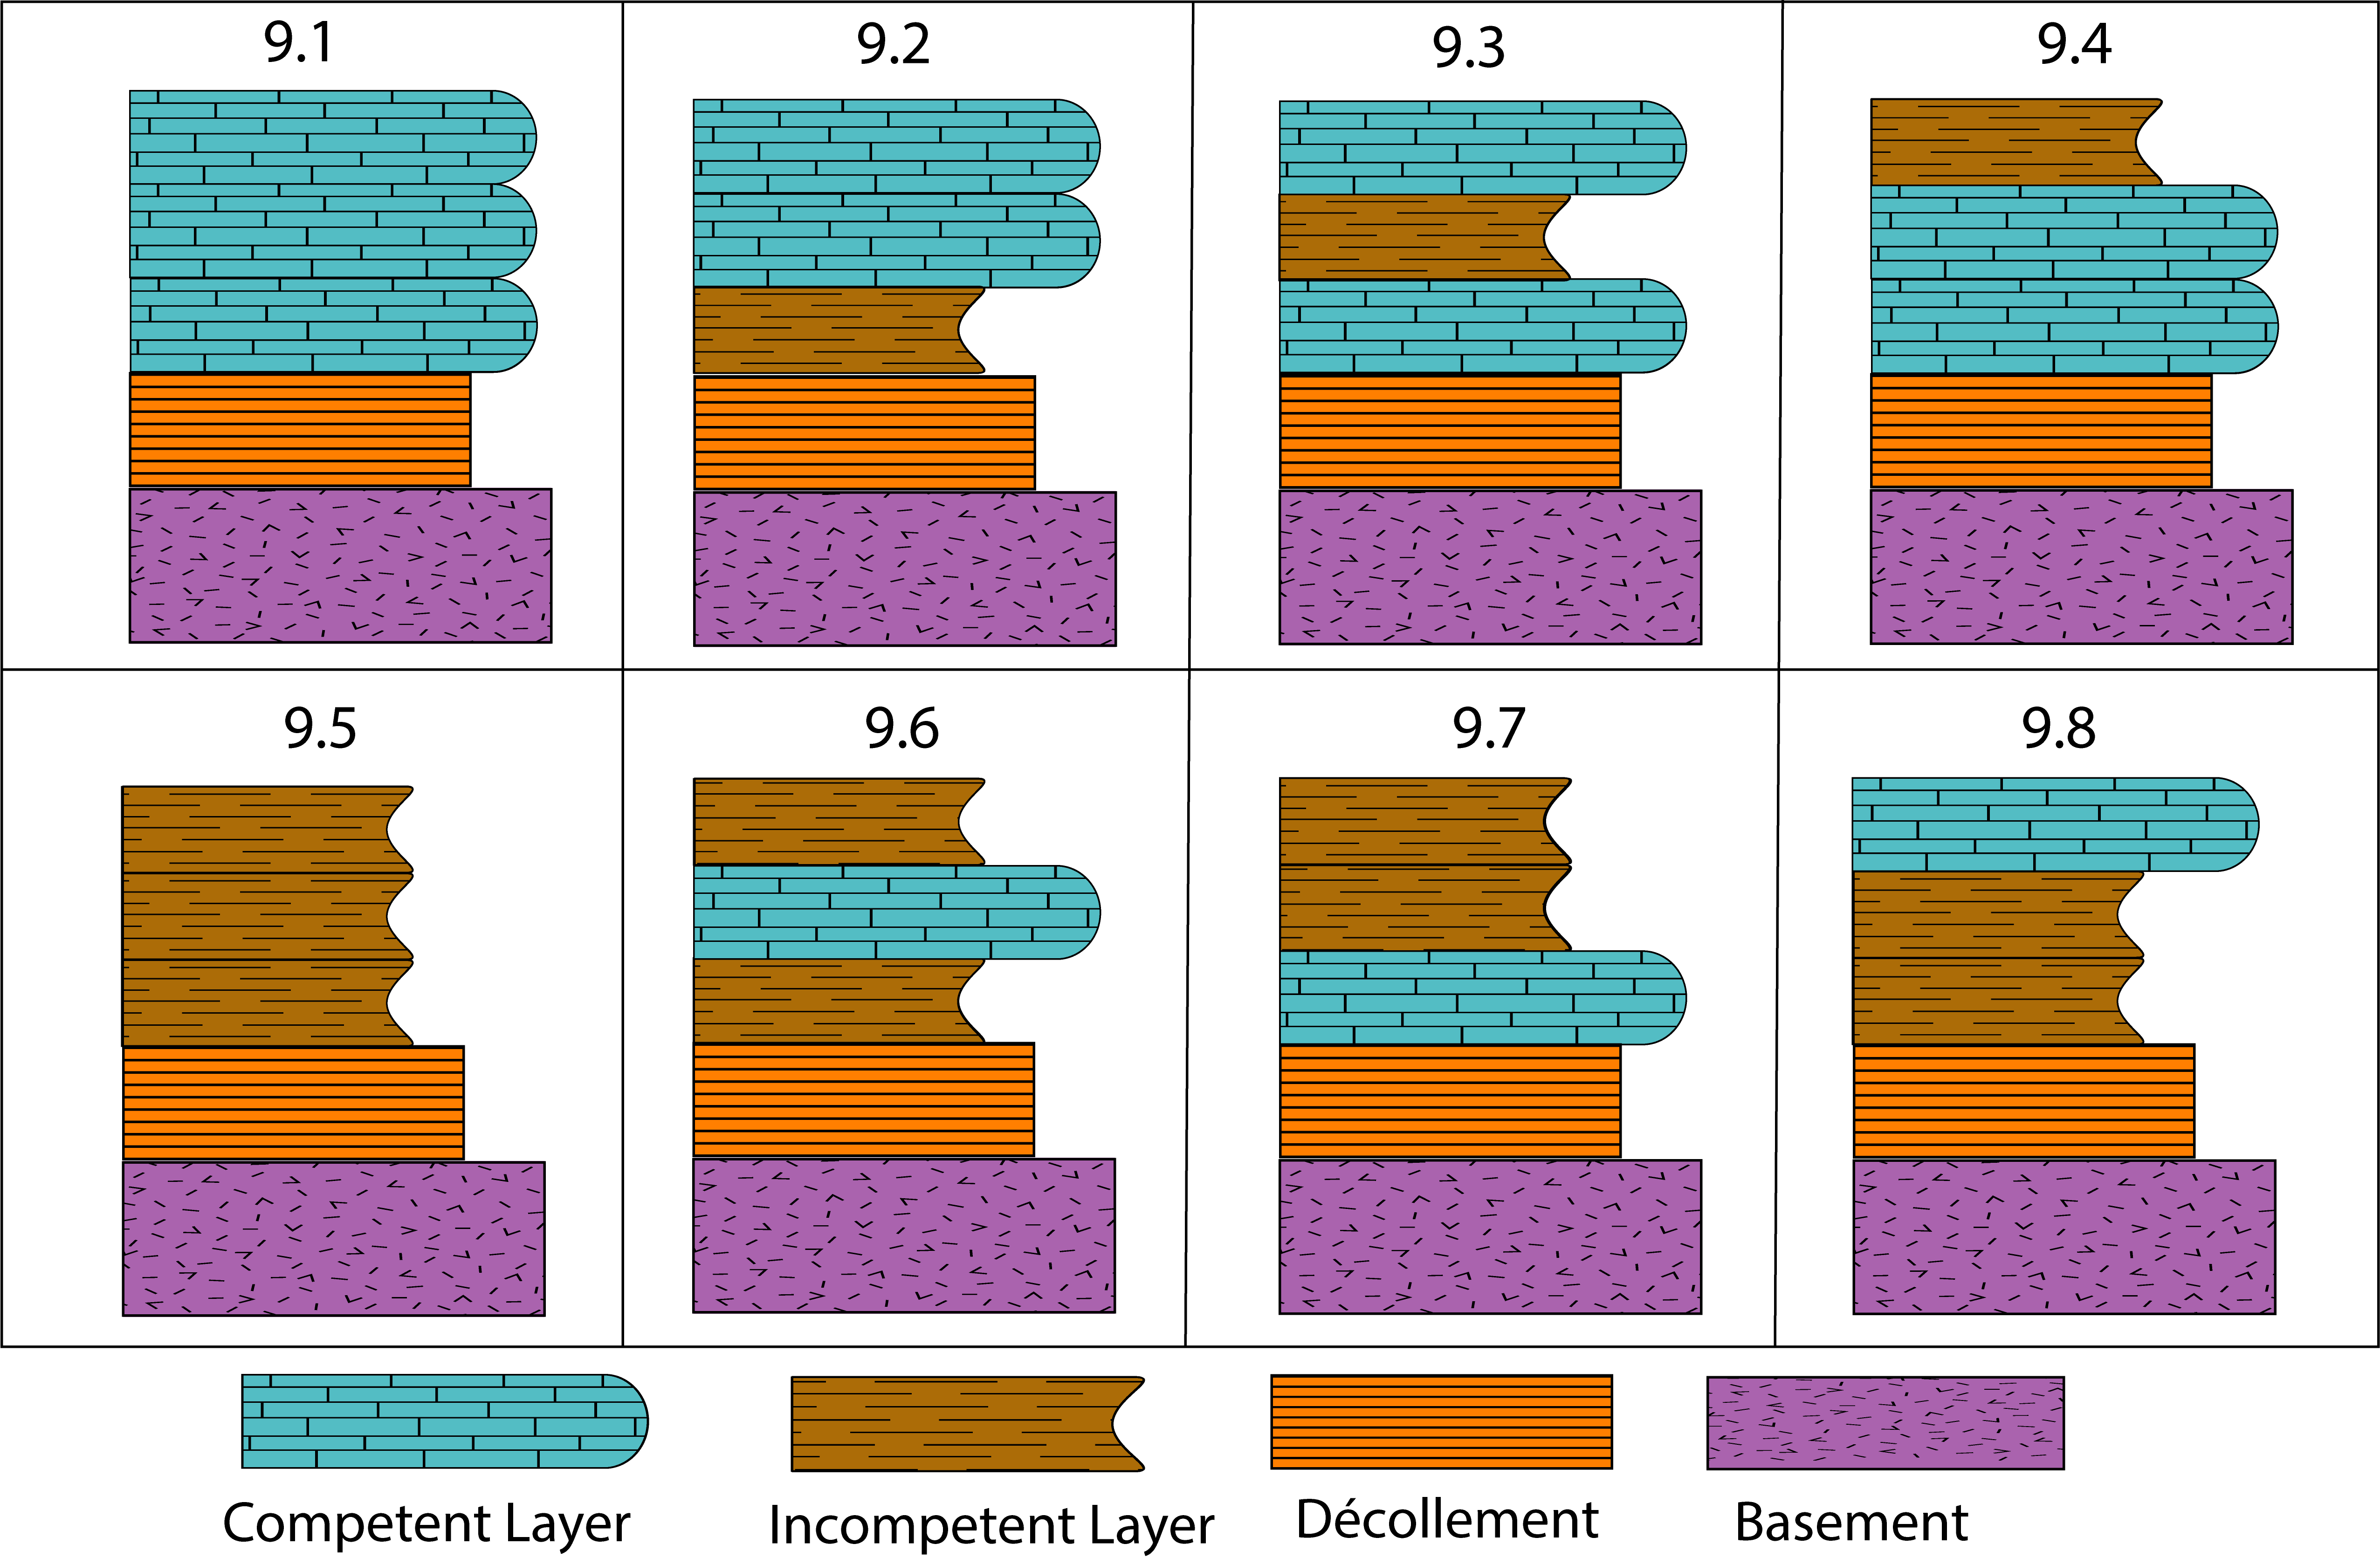 9.1
9.2
9.3
9.4
9.5
9.6
9.7
9.8
Competent Layer
Incompetent Layer
Décollement
Basement